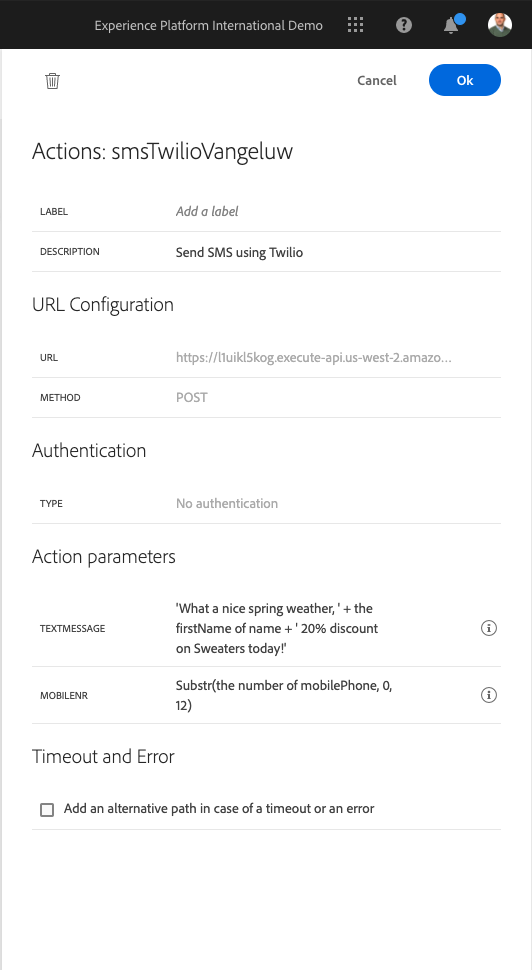 Experience Platform International Demo
Cancel
Ok
Actions: smsTwilioVangeluw
LABEL
Add a label
DESCRIPTION
Send SMS using Twilio
URL Configuration
URL
https://l1uikl5kog.execute-api.us-west-2.amazo...
METHOD
POST
Authentication
TYPE
No authentication
Action parameters
TEXTMESSAGE
'What a nice spring weather, ' + the
firstName of name + ' 20% discount
on Sweaters today!'
MOBILENR
Substr(the number of mobilePhone, 0,
12)
Timeout and Error
Add an alternative path in case of a timeout or an error